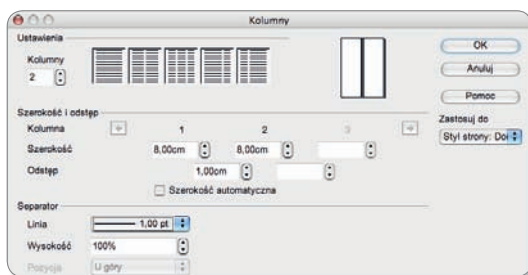 Kolumny
Ustawienia
Kolumny
2
OK
Anuluj
Pomoc
Zastosuj do
Styl strony: Do
Szerokość i odstęp
Kolumna 1 2 3
Szerokość 8,00cm 8,00cm
Odstęp 1,00cm
Szerokość automatyczna
Separator
Linia 1,00 pt
Wysokość 100%
Pozycja U góry